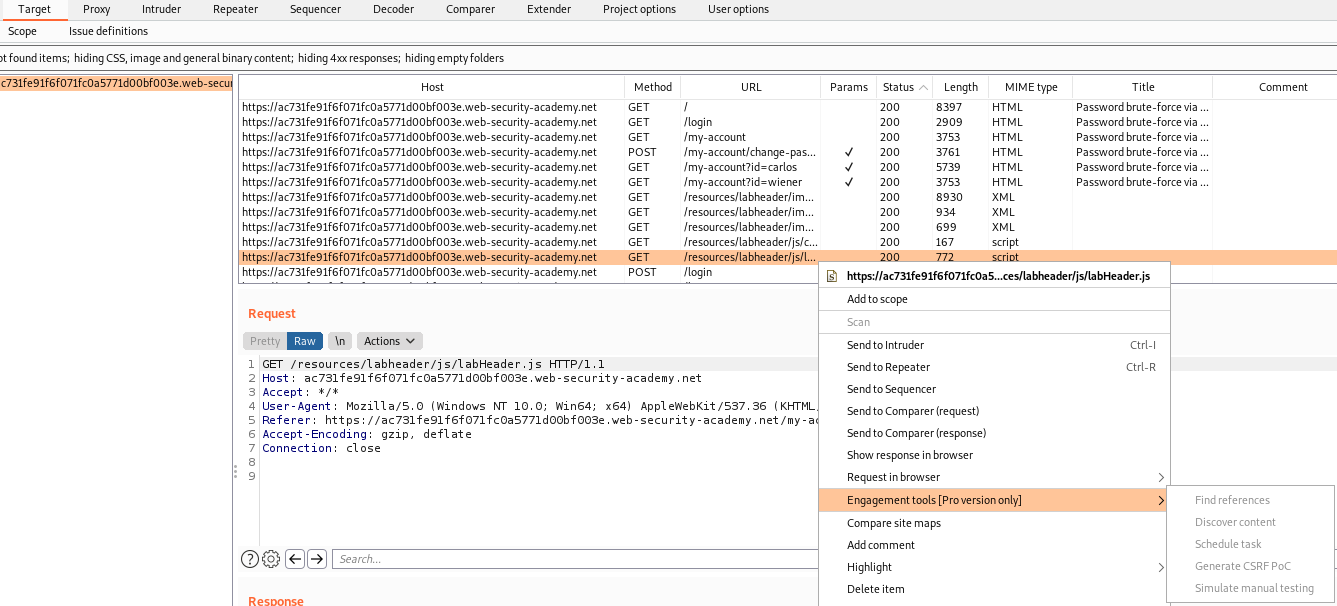 Target Proxy Intruder Repeater Sequencer Decoder Comparer Extender Project options User options
Scope Issue definitions
ot found items; hiding CSS, image and general binary content; hiding 4xx responses; hiding empty folders
c731fe91f6f071fc0a5771d00bf003e.web-secur
Host Method URL Params Status Length MIME type Title Comment
https://ac731fe91f6f071fc0a5771d00bf003e.web-security-academy.net GET / 200 8397 HTML Password brute-force via ...
https://ac731fe91f6f071fc0a5771d00bf003e.web-security-academy.net GET /login 200 2909 HTML Password brute-force via ...
https://ac731fe91f6f071fc0a5771d00bf003e.web-security-academy.net GET /my-account 200 3753 HTML Password brute-force via ...
https://ac731fe91f6f071fc0a5771d00bf003e.web-security-academy.net POST /my-account/change-pas... ✓ 200 3761 HTML Password brute-force via ...
https://ac731fe91f6f071fc0a5771d00bf003e.web-security-academy.net GET /my-account?id=carlos ✓ 200 5739 HTML Password brute-force via ...
https://ac731fe91f6f071fc0a5771d00bf003e.web-security-academy.net GET /my-account?id=wiener ✓ 200 3753 HTML Password brute-force via ...
https://ac731fe91f6f071fc0a5771d00bf003e.web-security-academy.net GET /resources/labheader/im... 200 8930 XML
https://ac731fe91f6f071fc0a5771d00bf003e.web-security-academy.net GET /resources/labheader/im... 200 934 XML
https://ac731fe91f6f071fc0a5771d00bf003e.web-security-academy.net GET /resources/labheader/im... 200 699 XML
https://ac731fe91f6f071fc0a5771d00bf003e.web-security-academy.net GET /resources/labheader/js/c... 200 167 script
https://ac731fe91f6f071fc0a5771d00bf003e.web-security-academy.net GET /resources/labheader/js/l... 200 772 script
https://ac731fe91f6f071fc0a5771d00bf003e.web-security-academy.net POST /login
Request
Pretty Raw \n Actions
1 GET /resources/labheader/js/labHeader.js HTTP/1.1
2 Host: ac731fe91f6f071fc0a5771d00bf003e.web-security-academy.net
3 Accept: */*
4 User-Agent: Mozilla/5.0 (Windows NT 10.0; Win64; x64) AppleWebKit/537.36 (KHTML,
5 Referer: https://ac731fe91f6f071fc0a5771d00bf003e.web-security-academy.net/my-ac
6 Accept-Encoding: gzip, deflate
7 Connection: close
8
9
? Search...
Response
https://ac731fe91f6f071fc0a5...ces/labheader/js/labHeader.js
Add to scope
Scan
Send to Intruder Ctrl-I
Send to Repeater Ctrl-R
Send to Sequencer
Send to Comparer (request)
Send to Comparer (response)
Show response in browser
Request in browser
Engagement tools [Pro version only]
Compare site maps
Add comment
Highlight
Delete item
Find references
Discover content
Schedule task
Generate CSRF PoC
Simulate manual testing